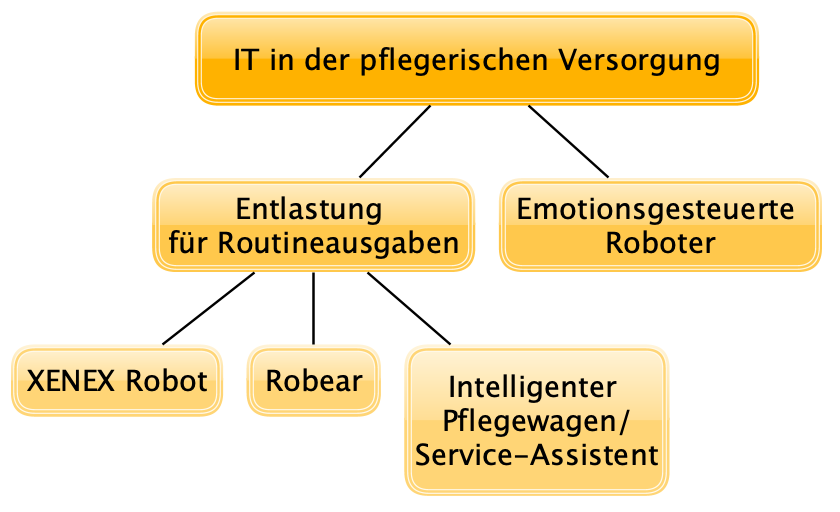 IT in der pflegerischen Versorgung
Entlastung
für Routineausgaben
Emotionsgesteuerte
Roboter
XENEX Robot
Robear
Intelligenter
Pflegewagen/
Service-Assistent